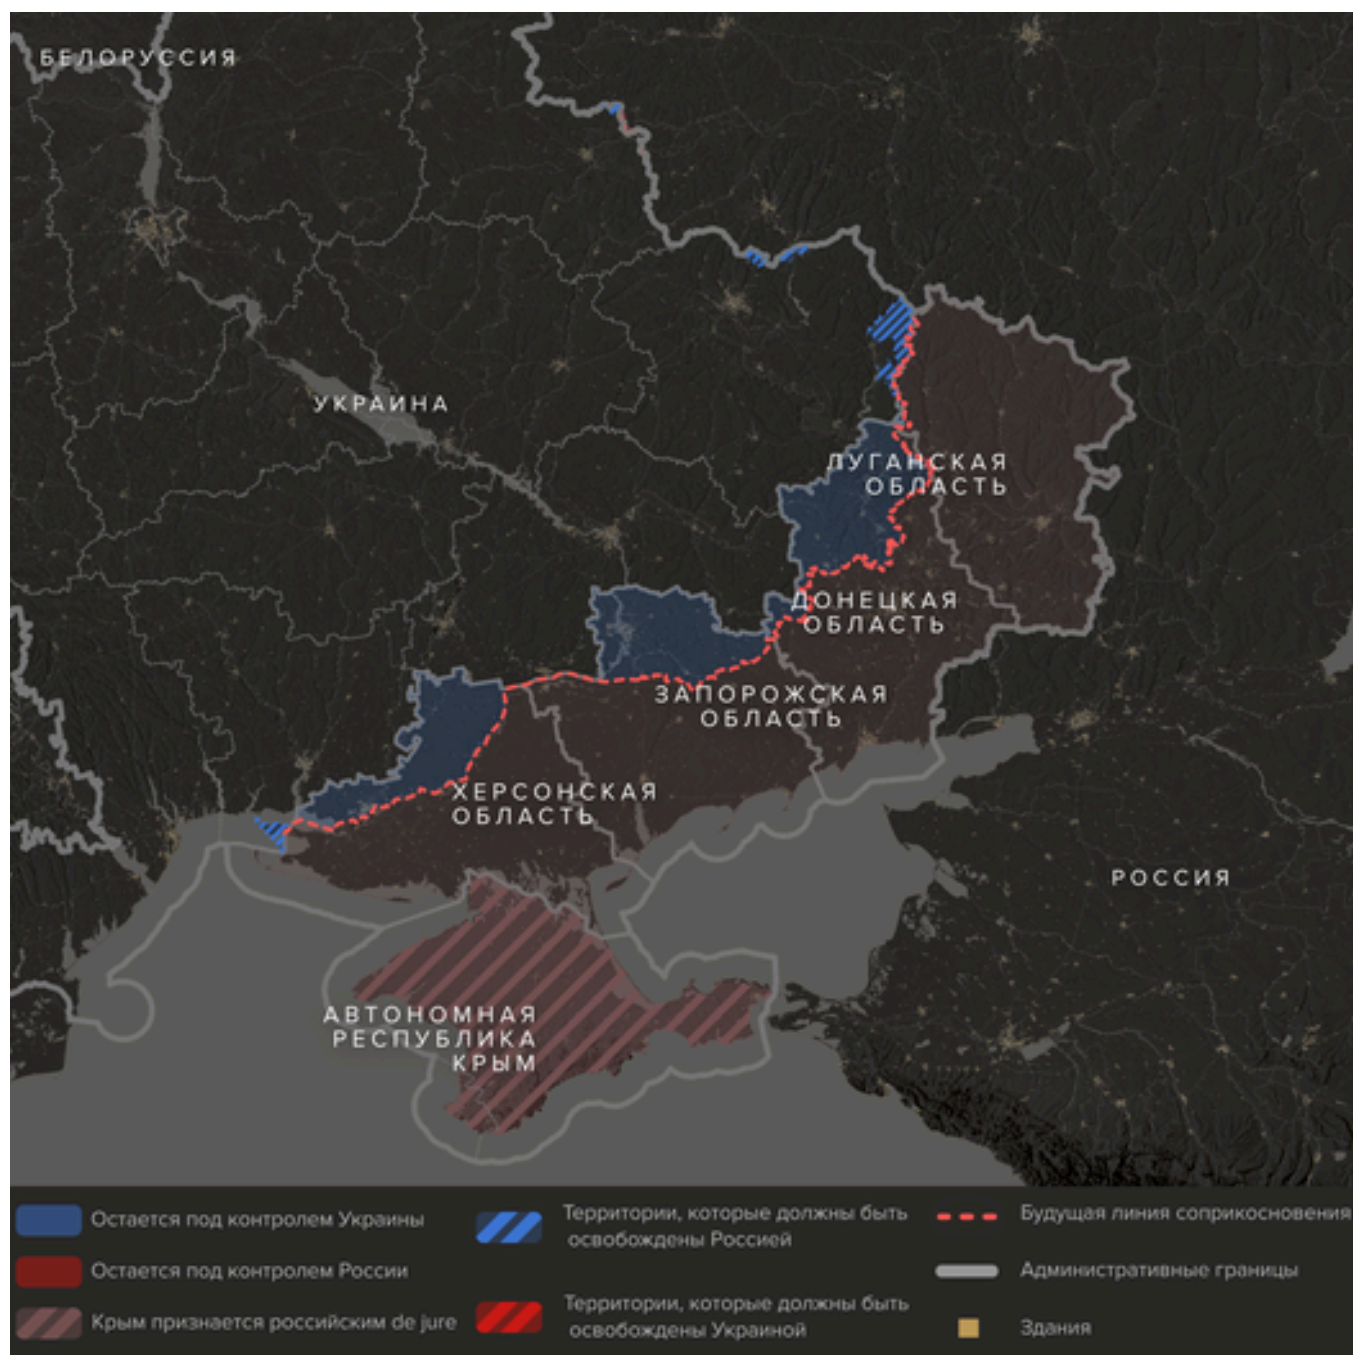 БЕЛОРУССИЯ
УКРАИНА
ЛУГАНСКАЯ
ОБЛАСТЬ
ДОНЕЦКАЯ
ОБЛАСТЬ
ЗАПОРОЖСКАЯ
ОБЛАСТЬ
ХЕРСОНСКАЯ
ОБЛАСТЬ
РОССИЯ
АВТОНОМНАЯ
РЕСПУБЛИКА
КРЫМ
Остается под контролем Украины
Остается под контролем России
Крым признается российским de jure
Территории, которые должны быть
освобождены Россией
Территории, которые должны быть
освобождены Украиной
Будущая линия соприкосновения
Административные границы
Здания